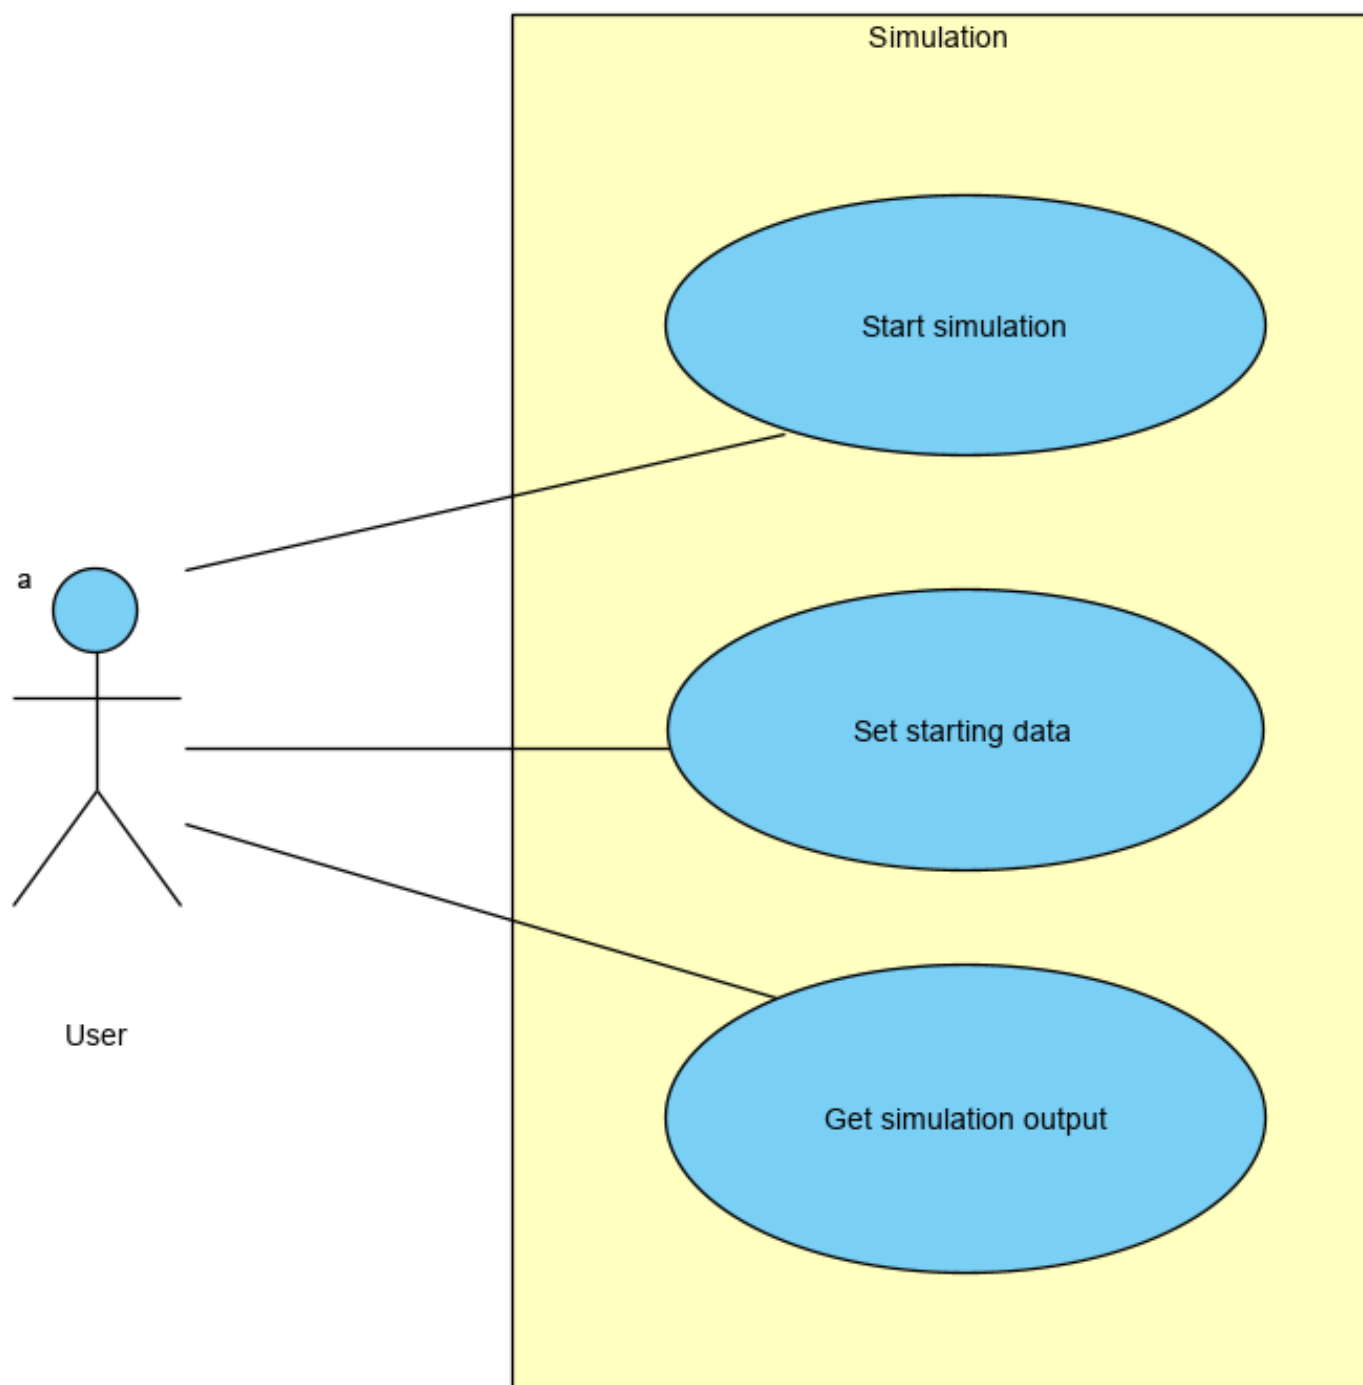 Simulation
Start simulation
a
Set starting data
User
Get simulation output